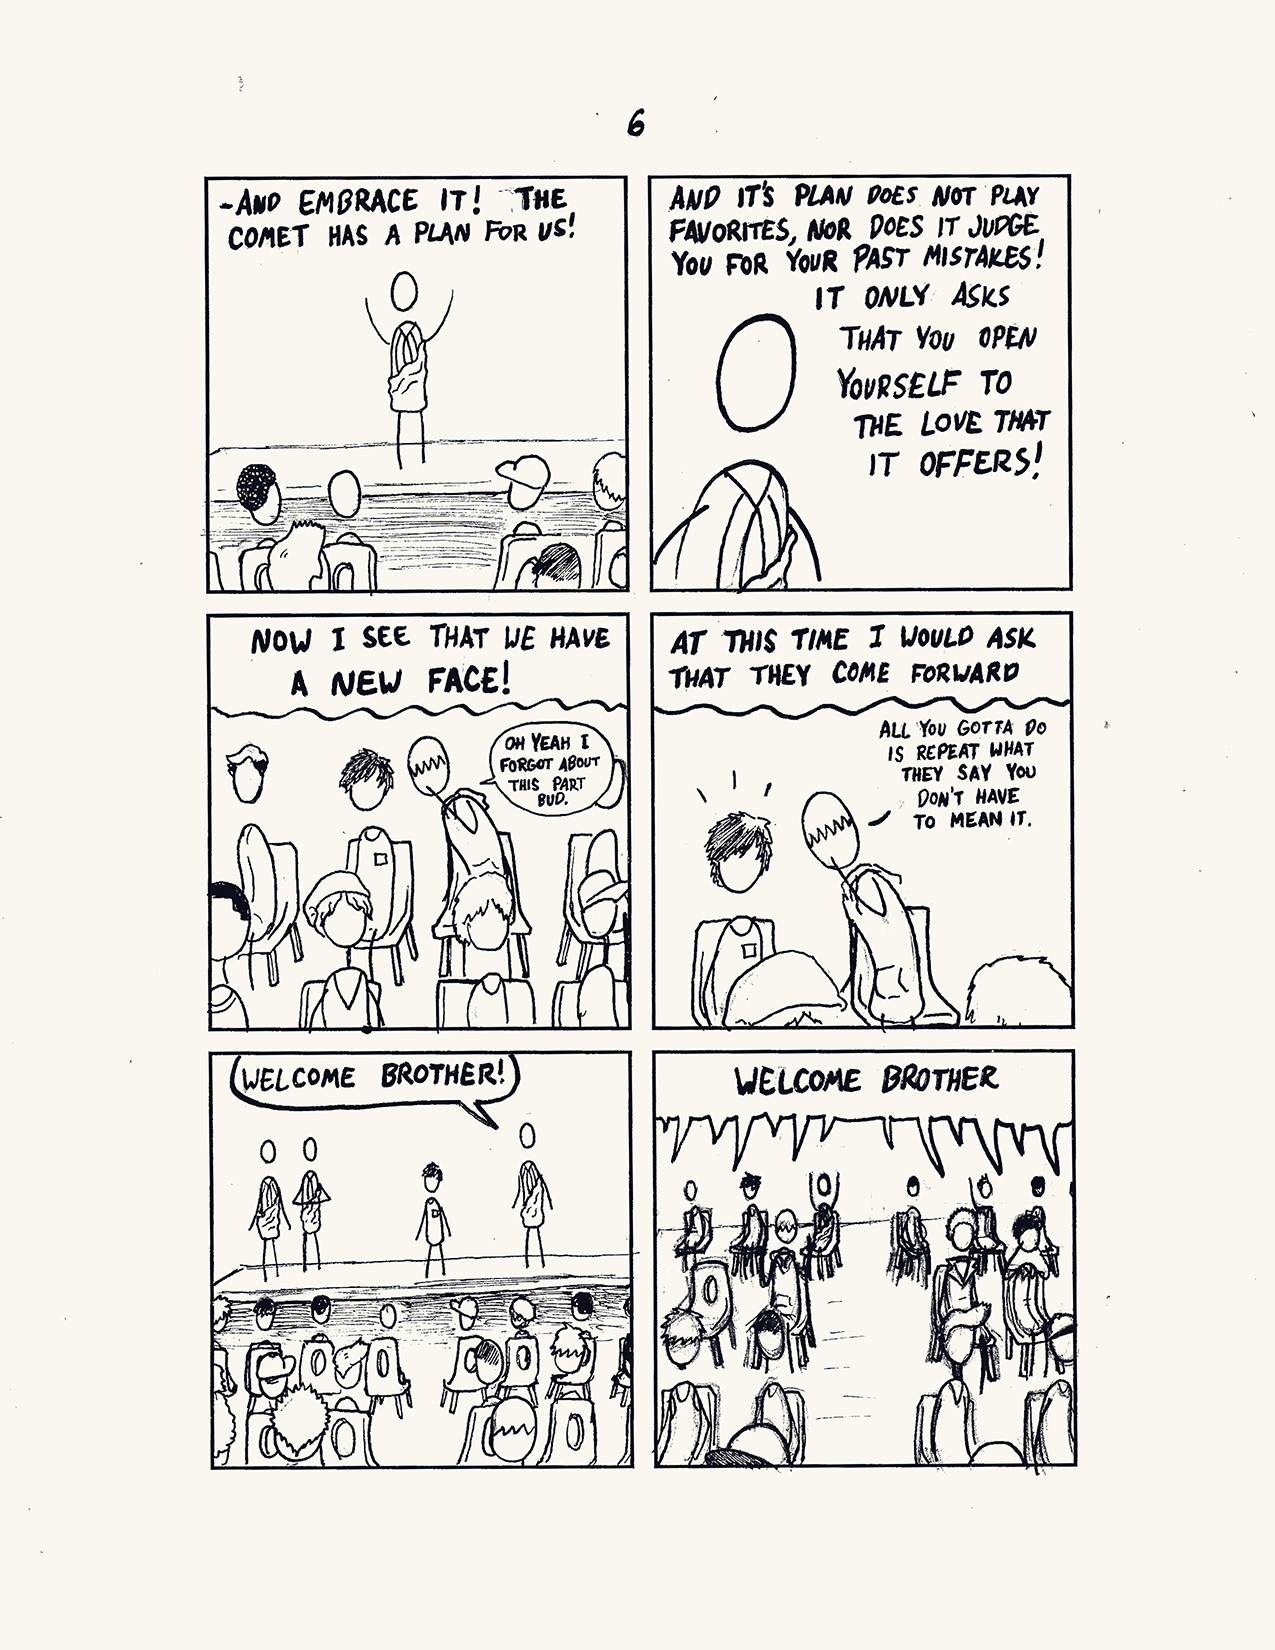 6
-AND EMBRACE IT! THE
COMET HAS A PLAN FOR US!
AND IT'S PLAN DOES NOT PLAY
FAVORITES, NOR DOES IT JUDGE
YOU FOR YOUR PAST MISTAKES!
IT ONLY ASKS
THAT YOU OPEN
YOURSELF TO
THE LOVE THAT
IT OFFERS!
NOW I SEE THAT WE HAVE
A NEW FACE!
OH YEAH I
FORGOT ABOUT
THIS PART
BUD.
AT THIS TIME I WOULD ASK
THAT THEY COME FORWARD
ALL YOU GOTTA DO
IS REPEAT WHAT
THEY SAY YOU
DON'T HAVE
TO MEAN IT.
WELCOME BROTHER!
WELCOME BROTHER